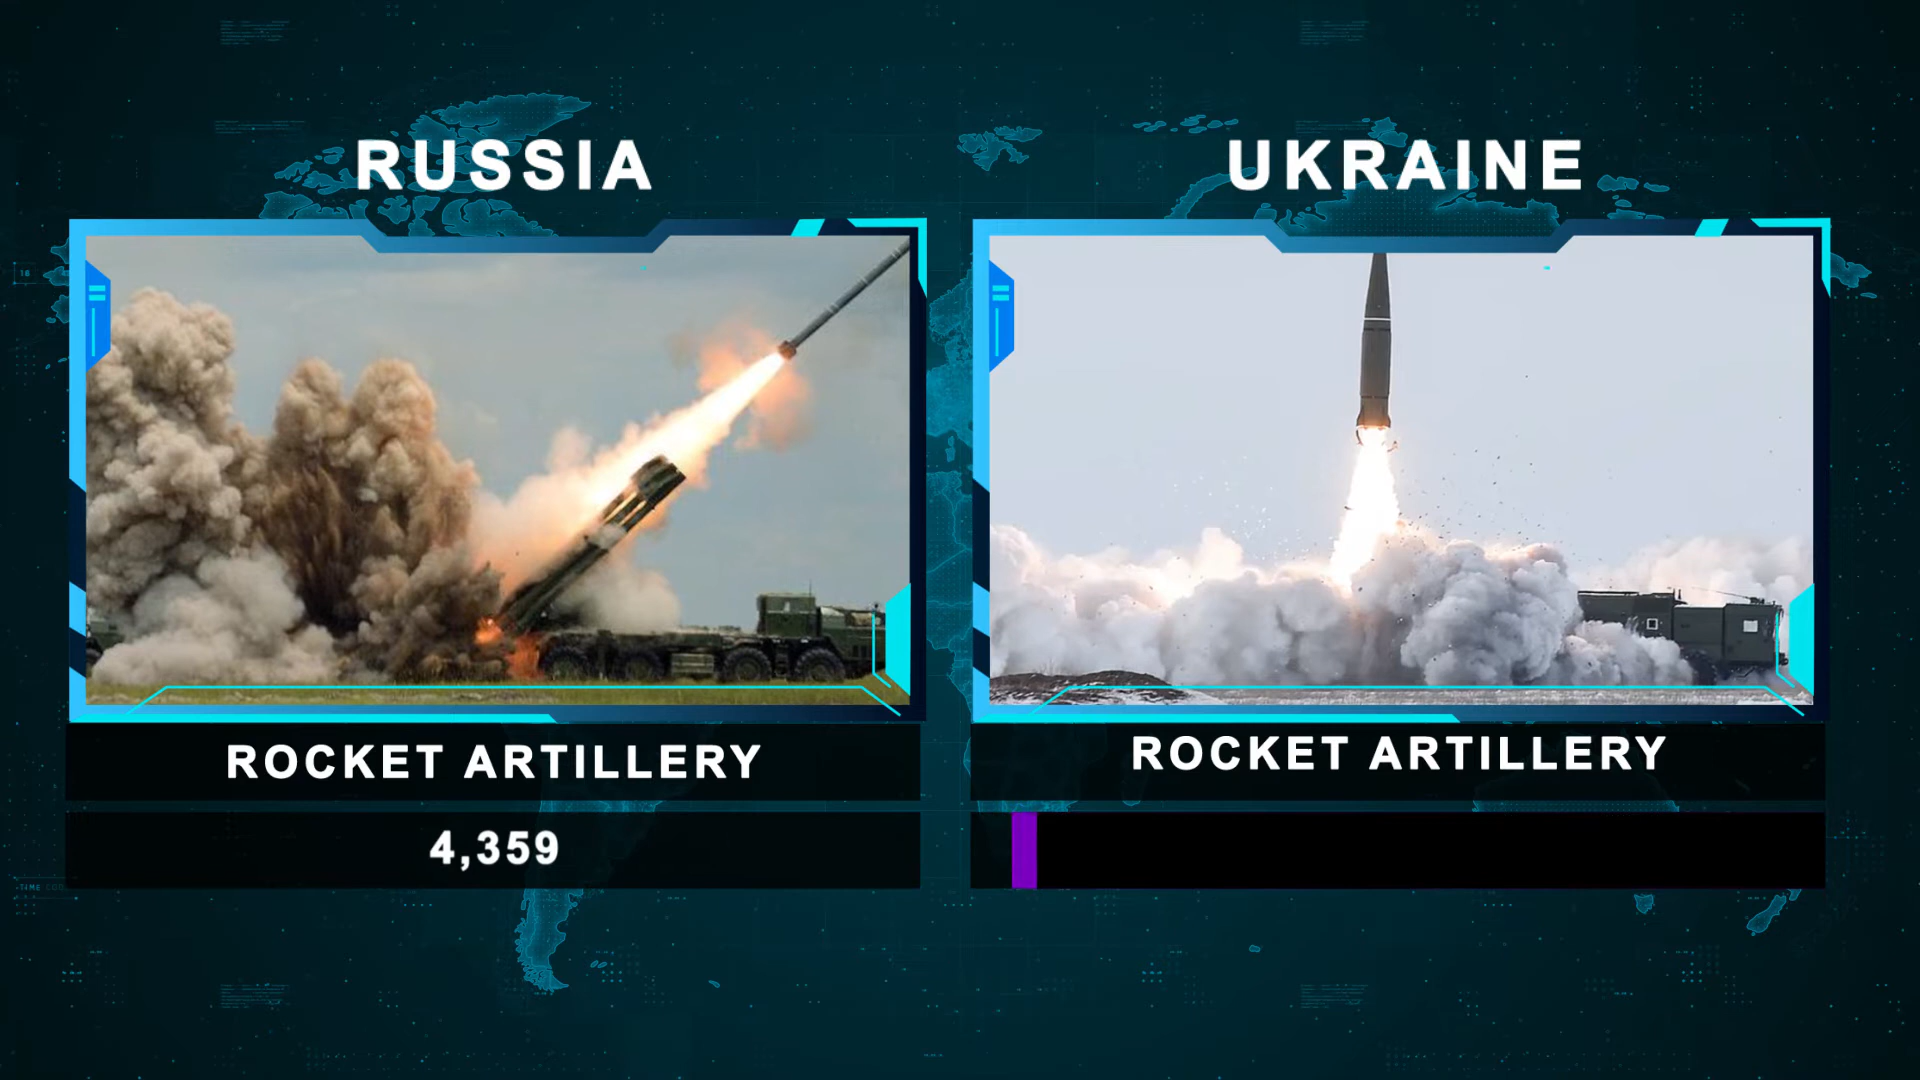 RUSSIA
UKRAINE
ROCKET ARTILLERY
ROCKET ARTILLERY
4,359